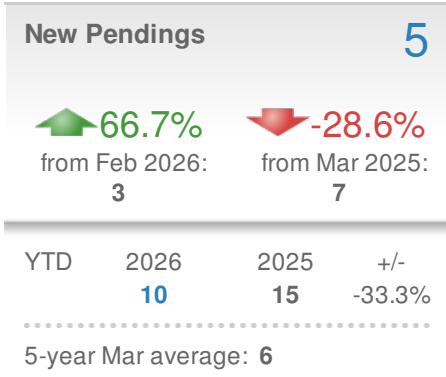 New Pendings 5
66.7% -28.6%
from Feb 2026: from Mar 2025:
3 7
YTD 2026 2025 +/-
10 15 -33.3%
5-year Mar average: 6